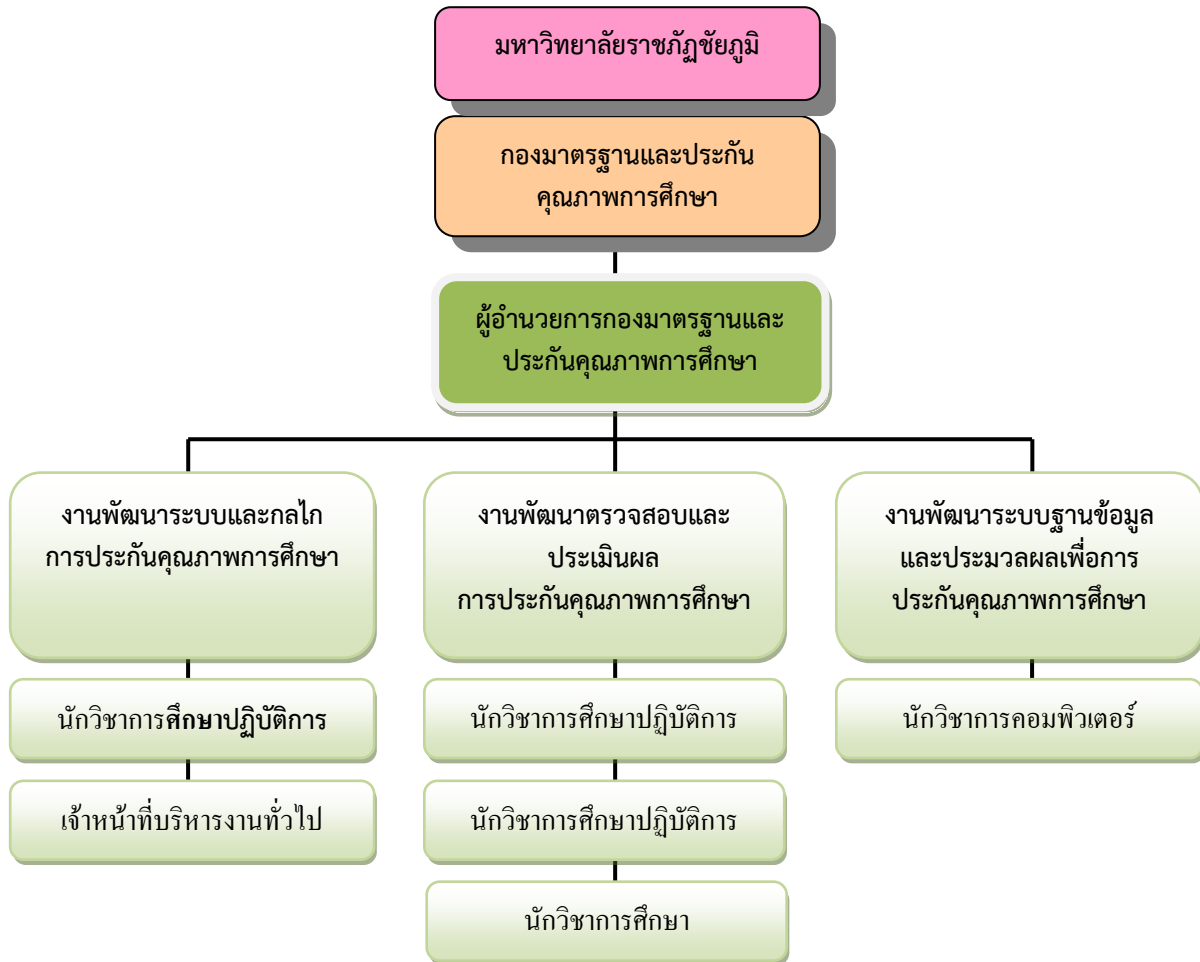 มหาวิทยาลัยราชภัฏชัยภูมิ
กองมาตรฐานและประกัน
คุณภาพการศึกษา
ผู้อำนวยการกองมาตรฐานและ
ประกันคุณภาพการศึกษา
งานพัฒนาระบบและกลไก
การประกันคุณภาพการศึกษา
นักวิชาการศึกษาปฏิบัติการ
เจ้าหน้าที่บริหารงานทั่วไป
งานพัฒนาตรวจสอบและ
ประเมินผล
การประกันคุณภาพการศึกษา
นักวิชาการศึกษาปฏิบัติการ
นักวิชาการศึกษาปฏิบัติการ
นักวิชาการศึกษา
งานพัฒนาระบบฐานข้อมูล
และประมวลผลเพื่อการ
ประกันคุณภาพการศึกษา
นักวิชาการคอมพิวเตอร์